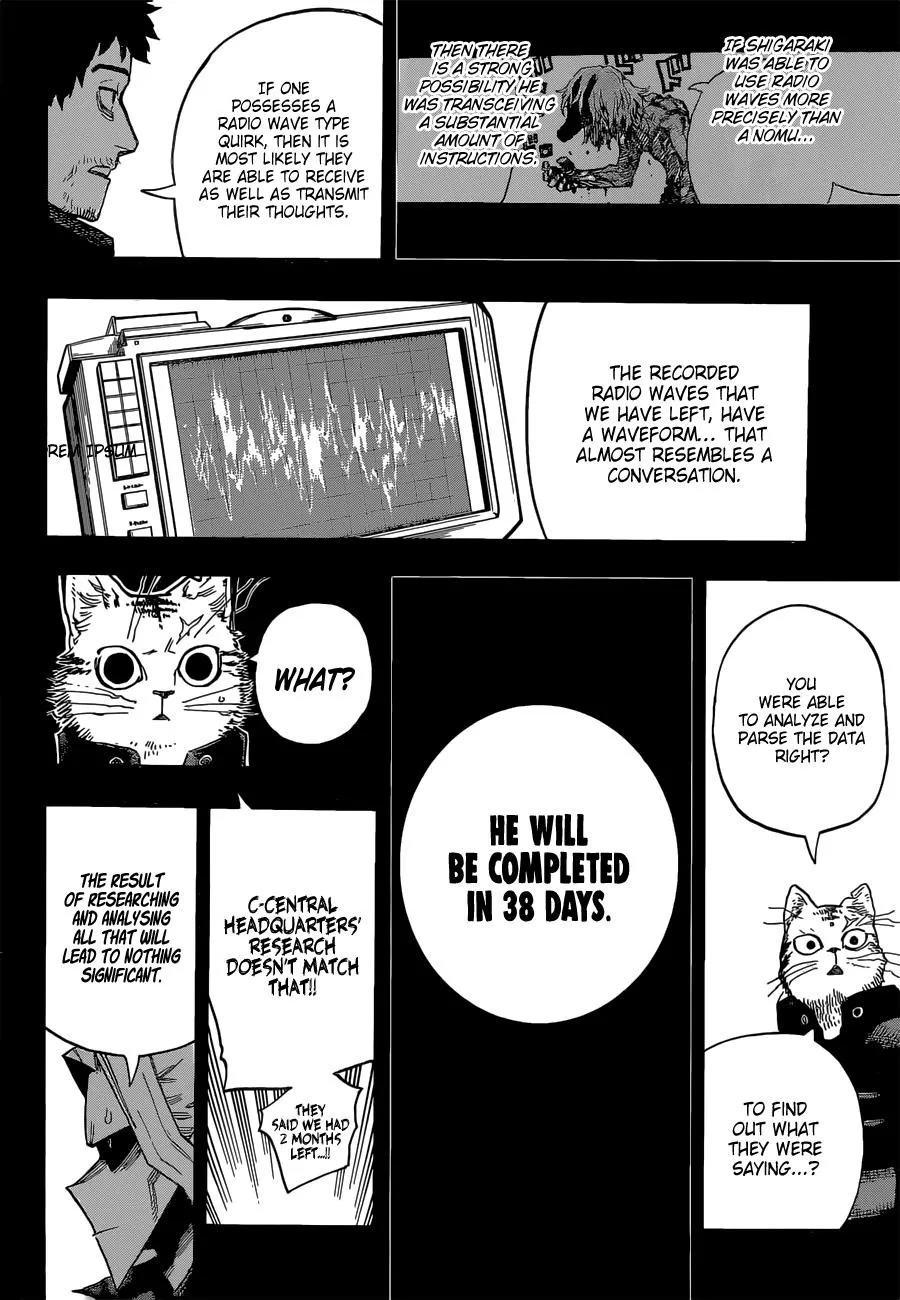 IF SHIGARAKI
WAS ABLE TO
USE RADIO
WAVES MORE
PRECISELY THAN
A NOMU...
THEN THERE
IS A STRONG
POSSIBILITY HE
WAS TRANSCEIVING
A SUBSTANTIAL
AMOUNT OF
INSTRUCTIONS.
IF ONE
POSSESSES A
RADIO WAVE TYPE
QUIRK, THEN IT IS
MOST LIKELY THEY
ARE ABLE TO RECEIVE
AS WELL AS TRANSMIT
THEIR THOUGHTS.
THE RECORDED
RADIO WAVES THAT
WE HAVE LEFT, HAVE
A WAVEFORM... THAT
ALMOST RESEMBLES A
CONVERSATION.
REM IPSUM
YOU
WERE ABLE
TO ANALYZE AND
PARSE THE DATA
RIGHT?
TO FIND
OUT WHAT
THEY WERE
SAYING...?
HE WILL
BE COMPLETED
IN 38 DAYS.
WHAT?
C-CENTRAL
HEADQUARTERS'
RESEARCH
DOESN'T MATCH
THAT!!
THEY
SAID WE HAD
2 MONTHS
LEFT...!!
THE RESULT
OF RESEARCHING
AND ANALYSING
ALL THAT WILL
LEAD TO NOTHING
SIGNIFICANT.